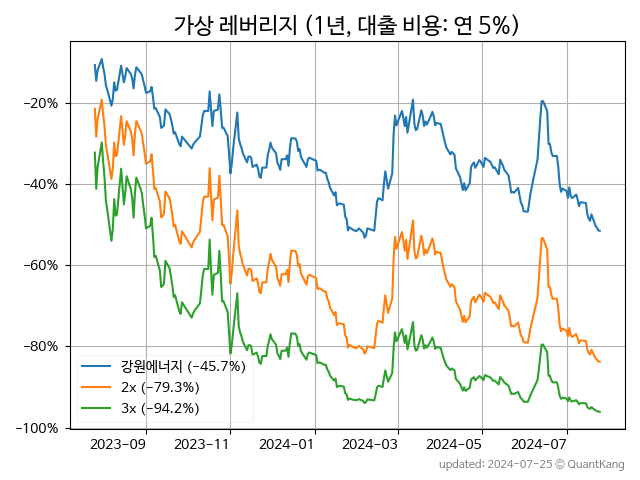 가상 레버리지 (1년, 대출 비용: 연 5%)
−20%
−40%
−60%
−80%
−100%
강원에너지 (−45.7%)
2x (−79.3%)
3x (−94.2%)
2023-09 2023-11 2024-01 2024-03 2024-05 2024-07
updated: 2024-07-25 © QuantKang